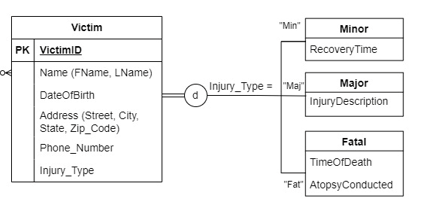 Victim
PK VictimID
Name (FName, LName)
DateOfBirth
Address (Street, City,
State, Zip_Code)
Phone_Number
Injury_Type
d
Injury_Type =
"Min"
"Maj"
"Fat"
Minor
RecoveryTime
Major
InjuryDescription
Fatal
TimeOfDeath
AtopsyConducted